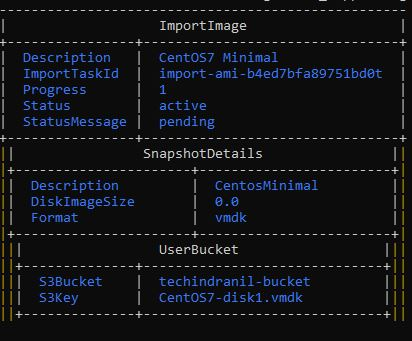 ImportImage
Description CentOS7 Minimal
ImportTaskId import-ami-b4ed7bfa89751bd0t
Progress 1
Status active
StatusMessage pending
SnapshotDetails
Description CentosMinimal
DiskImageSize 0.0
Format vmdk
UserBucket
S3Bucket techindranil-bucket
S3Key CentOS7-disk1.vmdk